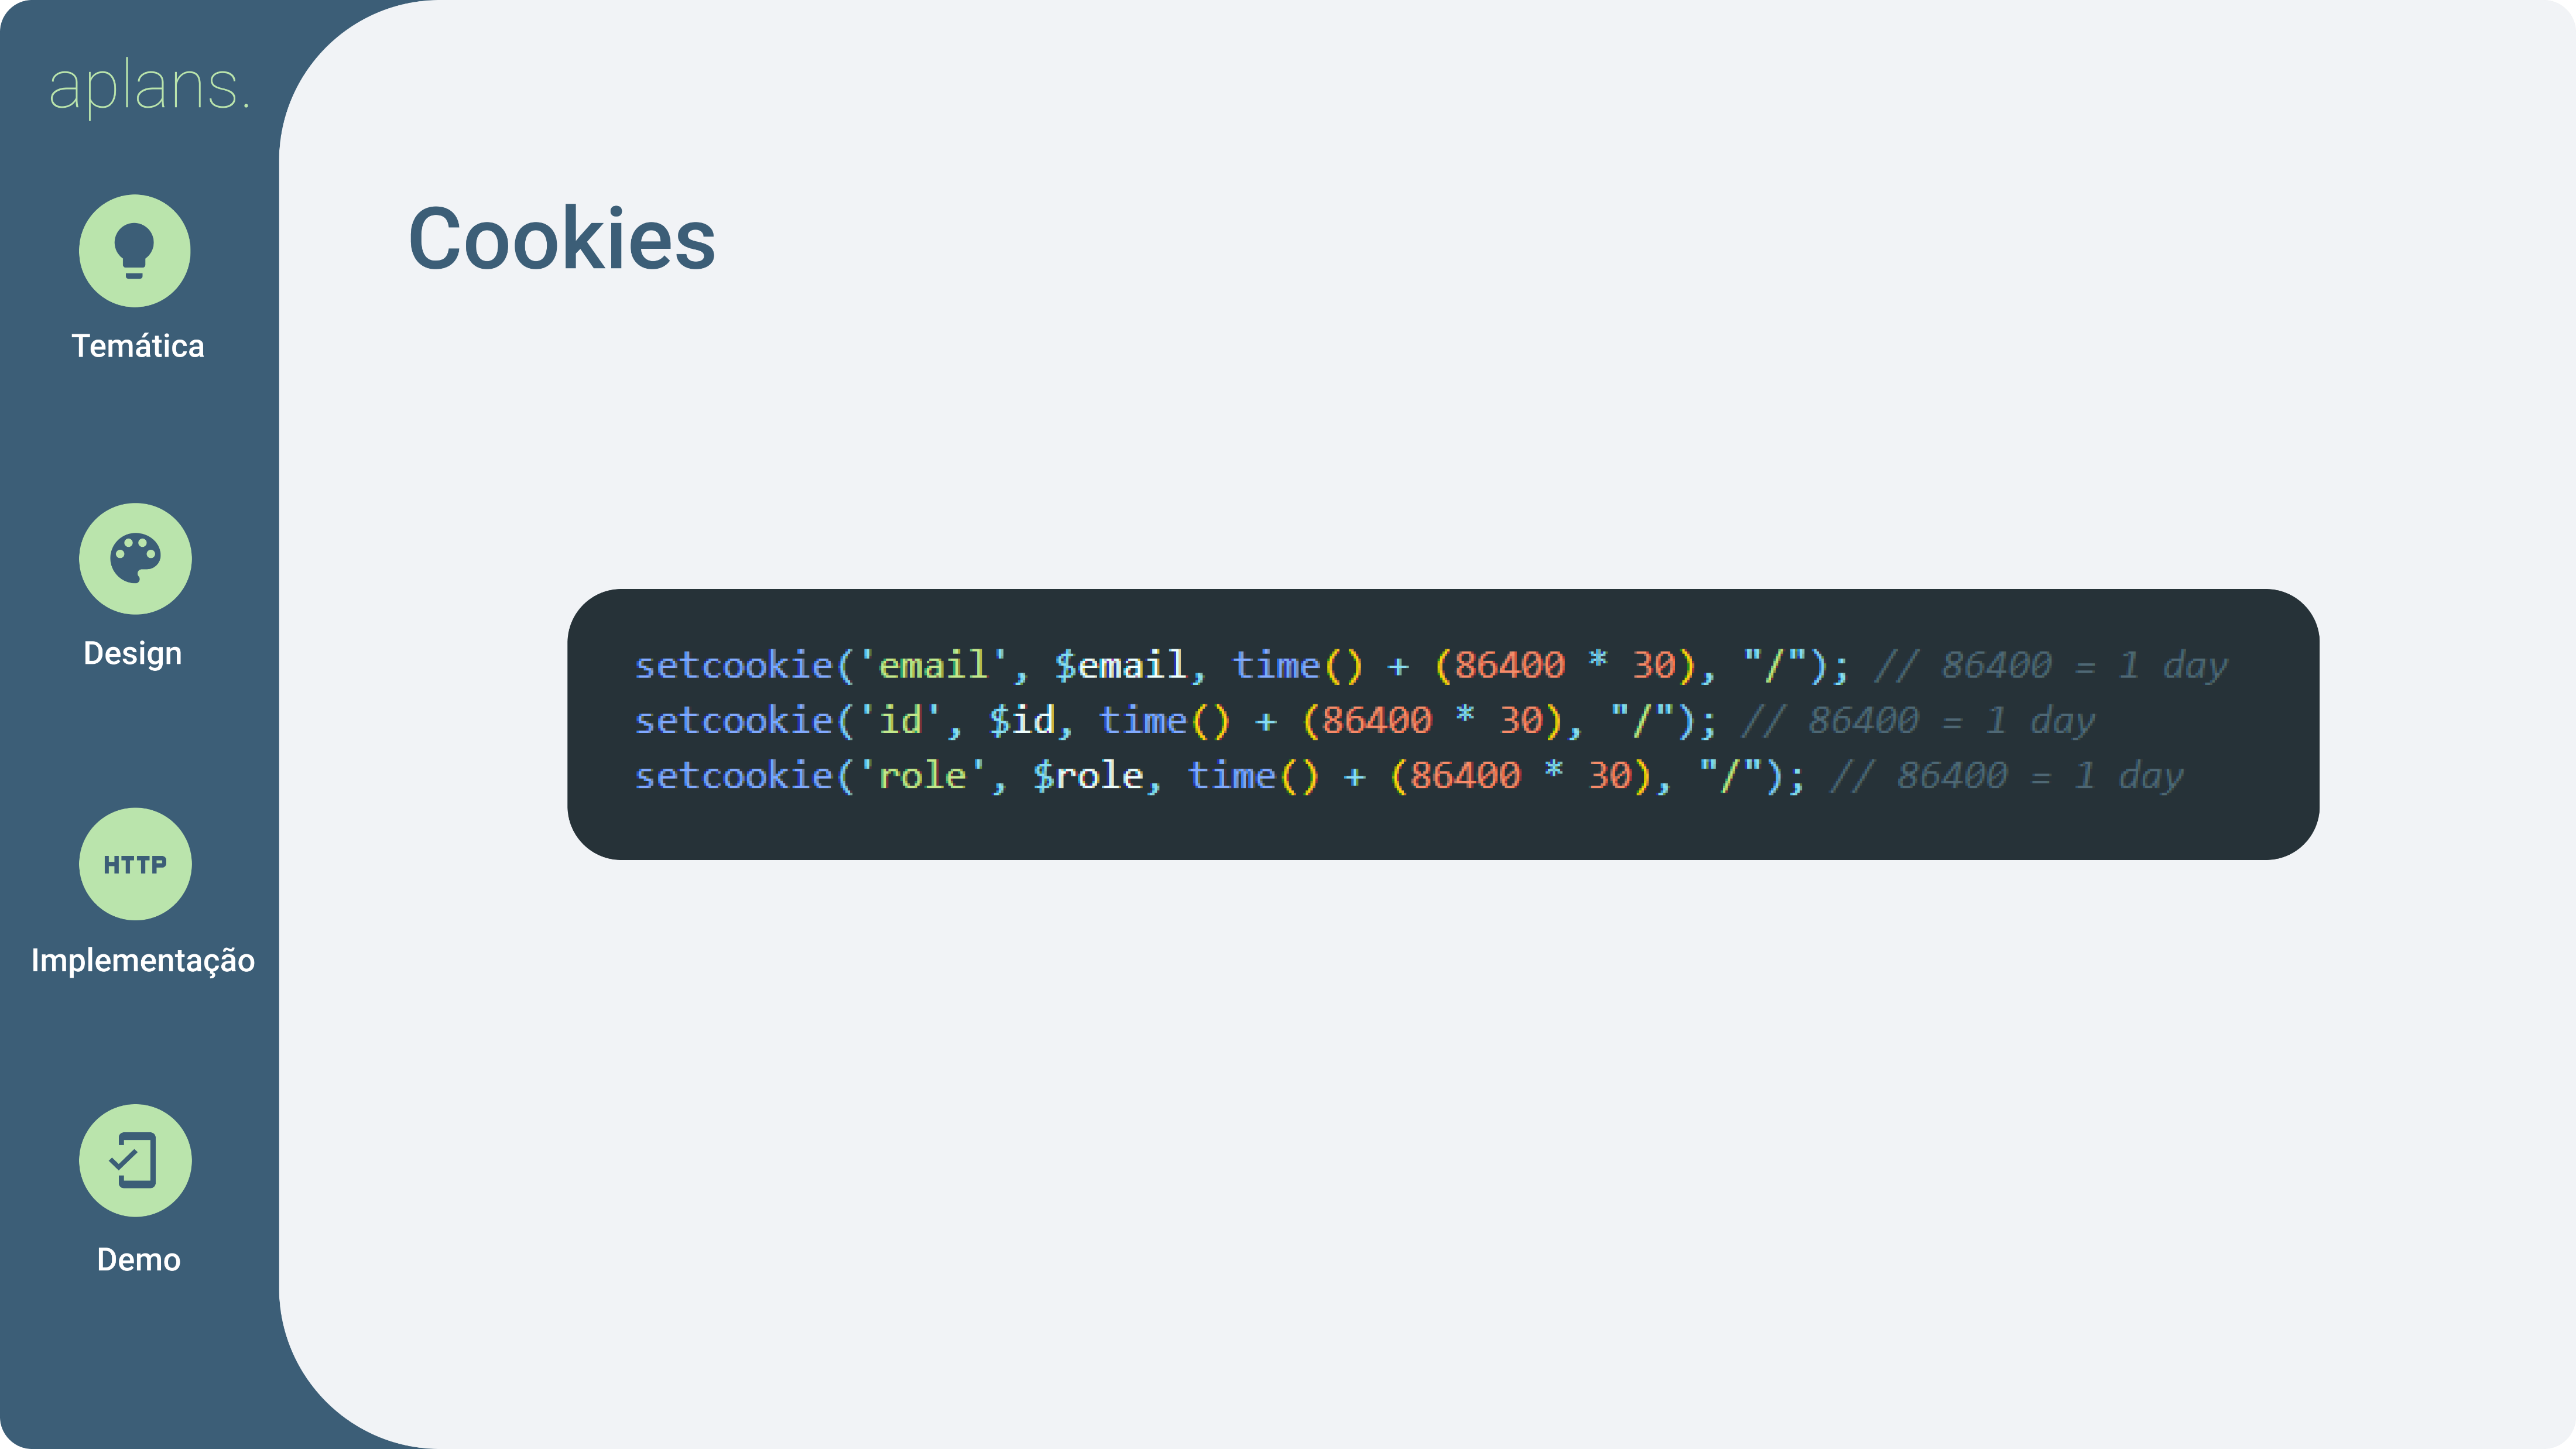 aplans.
Temática
Design
HTTP
Implementação
Demo
Cookies
setcookie('email', $email, time() + (86400 * 30), "/"); // 86400 = 1 day
setcookie('id', $id, time() + (86400 * 30), "/"); // 86400 = 1 day
setcookie('role', $role, time() + (86400 * 30), "/"); // 86400 = 1 day